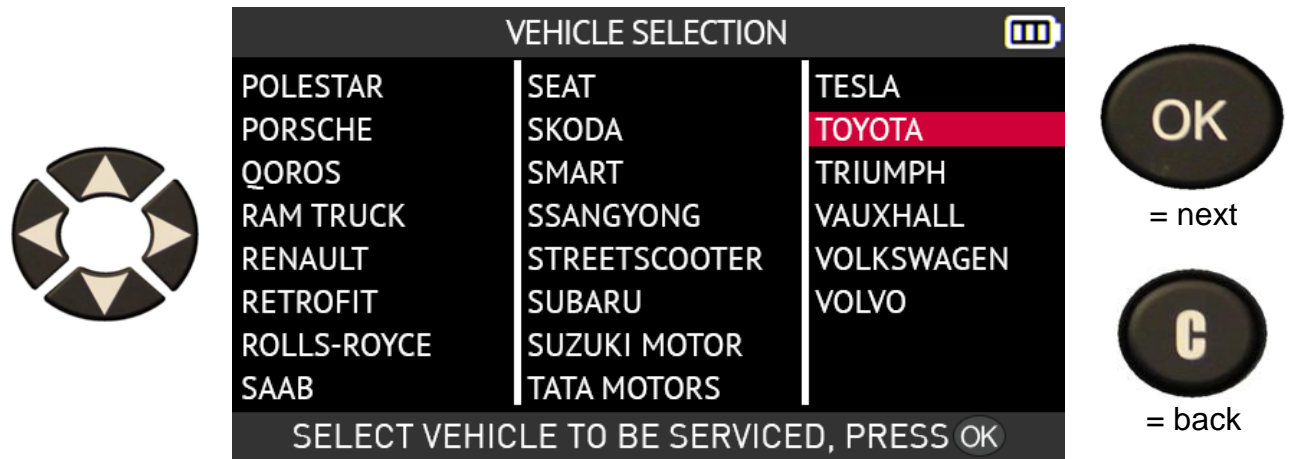 VEHICLE SELECTION
POLESTAR
PORSCHE
QOROS
RAM TRUCK
RENAULT
RETROFIT
ROLLS-ROYCE
SAAB
SEAT
SKODA
SMART
SSANGYONG
STREETSCOOTER
SUBARU
SUZUKI MOTOR
TATA MOTORS
TESLA
TOYOTA
TRIUMPH
VAUXHALL
VOLKSWAGEN
VOLVO
SELECT VEHICLE TO BE SERVICED, PRESS OK
OK
= next
C
= back